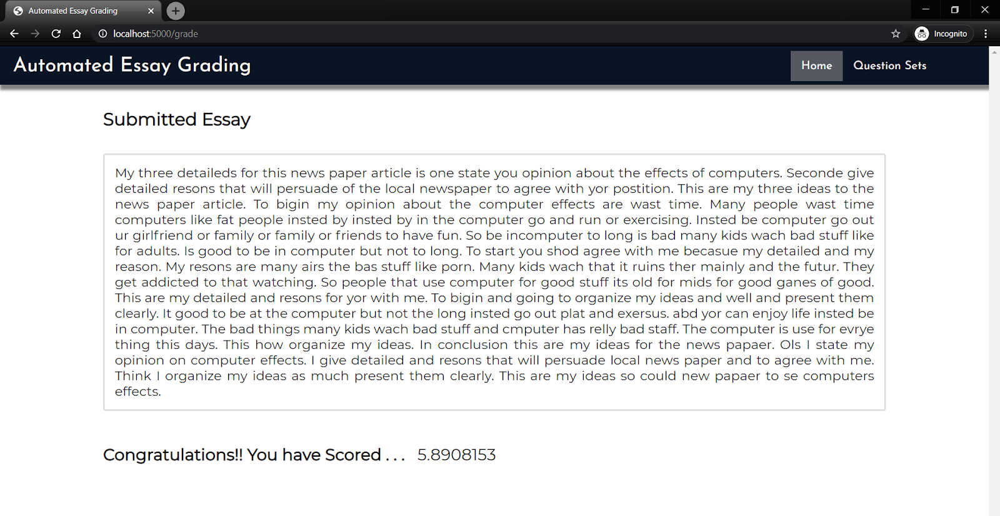 Automated Essay Grading
localhost:5000/grade
Incognito
Automated Essay Grading
Home
Question Sets
Submitted Essay
My three detaileds for this news paper article is one state you opinion about the effects of computers. Seconde give
detailed resons that will persuade of the local newspaper to agree with yor postition. This are my three ideas to the
news paper article. To bigin my opinion about the computer effects are wast time. Many people wast time
computers like fat people insted by insted by in the computer go and run or exercising. Insted be computer go out
ur girlfriend or family or family or friends to have fun. So be incomputer to long is bad many kids wach bad stuff like
for adults. Is good to be in computer but not to long. To start you shod agree with me becasue my detailed and my
reason. My resons are many airs the bas stuff like porn. Many kids wach that it ruins ther mainly and the futur. They
get addicted to that watching. So people that use computer for good stuff its old for mids for good ganes of good.
This are my detailed and resons for yor with me. To bigin and going to organize my ideas and well and present them
clearly. It good to be at the computer but not the long insted go out plat and exersus. abd yor can enjoy life insted be
in computer. The bad things many kids wach bad stuff and cmputer has relly bad staff. The computer is use for evrye
thing this days. This how organize my ideas. In conclusion this are my ideas for the news papaer. Ols I state my
opinion on computer effects. I give detailed and resons that will persuade local news paper and to agree with me.
Think I organize my ideas as much present them clearly. This are my ideas so could new papaer to se computers
effects.
Congratulations!! You have Scored . . . 5.8908153